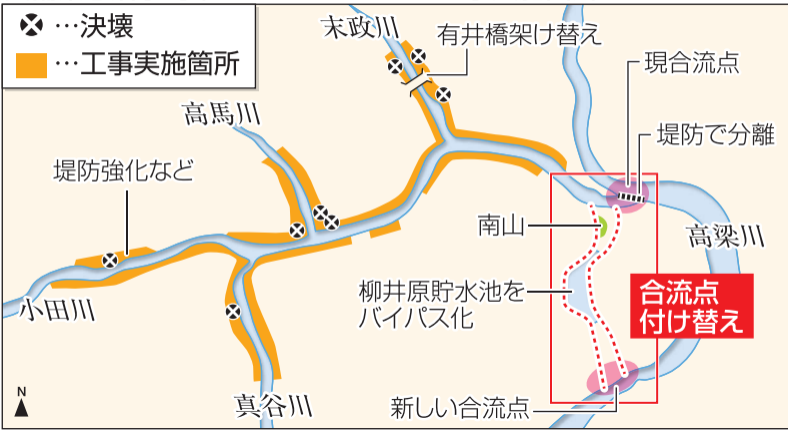 …決壊
…工事実施箇所
末政川
有井橋架け替え
現合流点
高馬川
堤防で分離
堤防強化など
南山
高梁川
小田川
柳井原貯水池を
バイパス化
合流点
付け替え
真谷川
新しい合流点
N